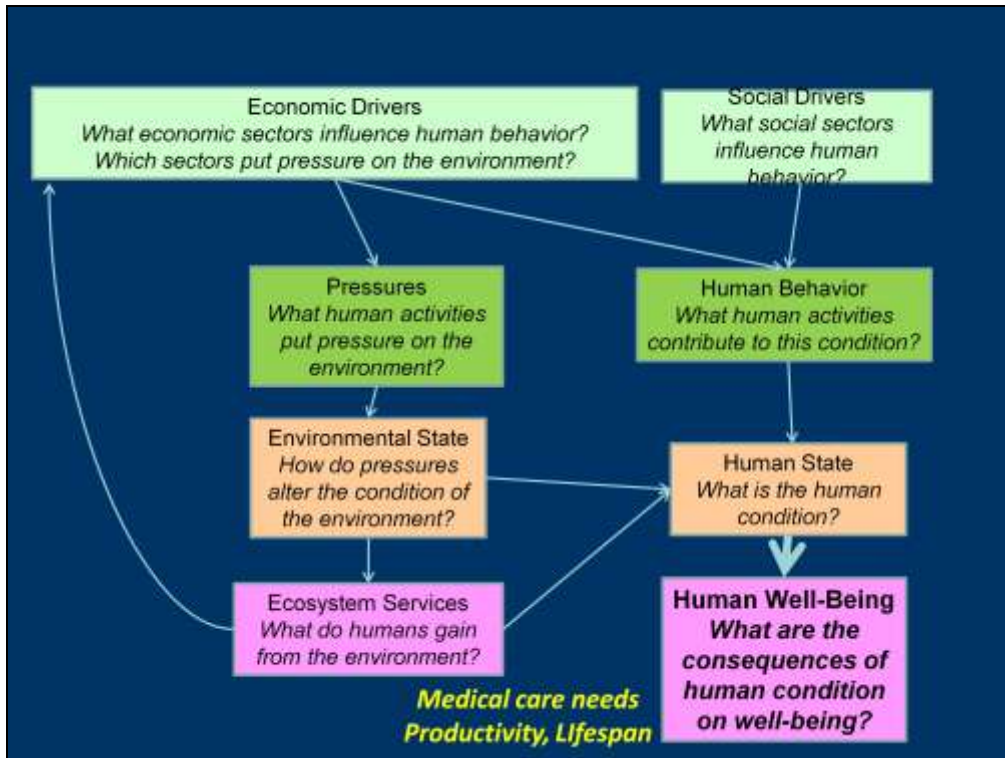 Economic Drivers
What economic sectors influence human behavior?
Which sectors put pressure on the environment?
Social Drivers
What social sectors
influence human
behavior?
Pressures
What human activities
put pressure on the
environment?
Human Behavior
What human activities
contribute to this condition?
Environmental State
How do pressures
alter the condition of
the environment?
Human State
What is the human
condition?
Ecosystem Services
What do humans gain
from the environment?
Human Well-Being
What are the
consequences of
human condition
on well-being?
Medical care needs
Productivity, LIfespan